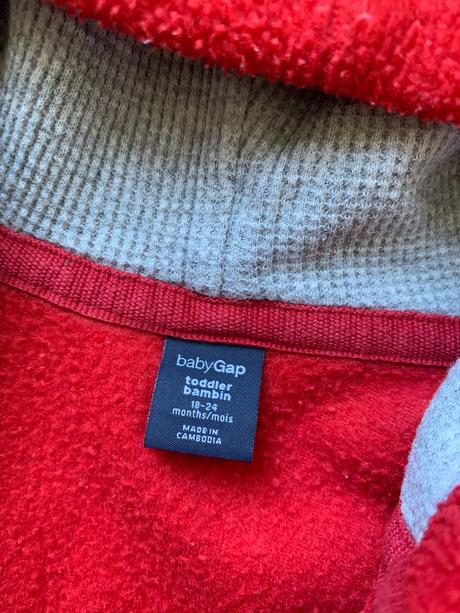 babyGap
toddler
bambin
18-24
months/mois
MADE IN
CAMBODIA